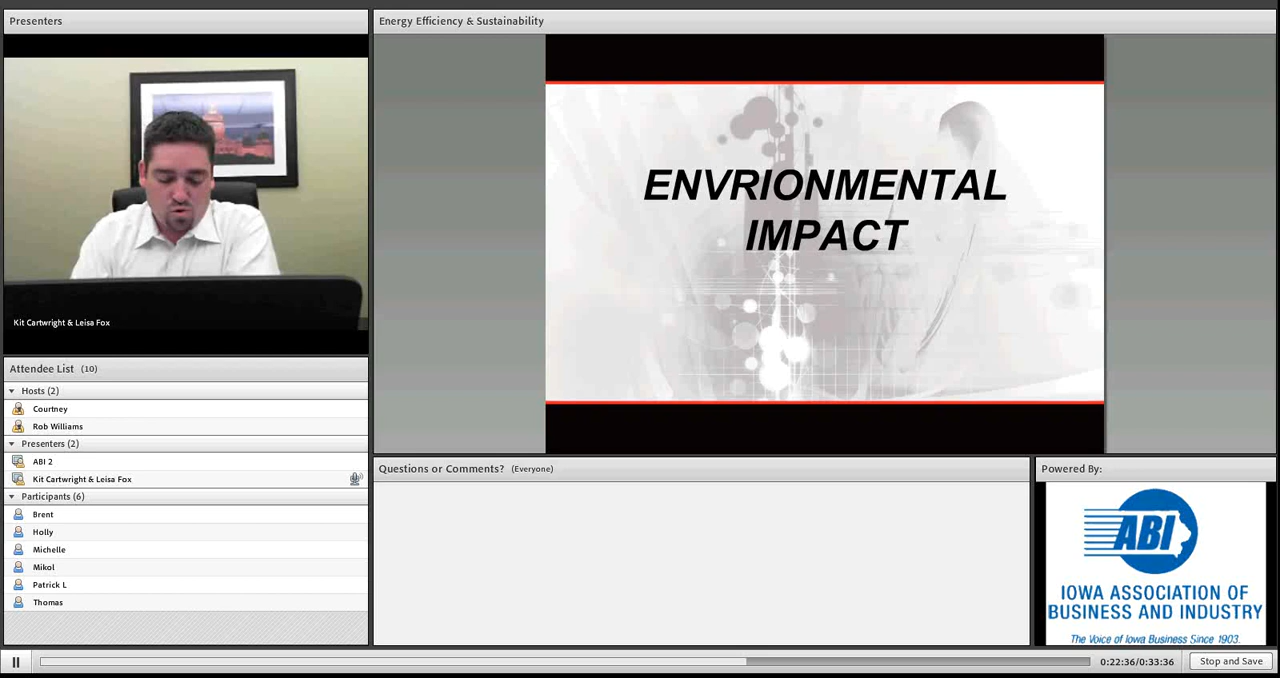 Presenters
Kit Cartwright & Leisa Fox
Attendee List (10)
Hosts (2)
Courtney
Rob Williams
Presenters (2)
ABI 2
Kit Cartwright & Leisa Fox
Participants (6)
Brent
Holly
Michelle
Mikol
Patrick L
Thomas
Energy Efficiency & Sustainability
ENVRIONMENTAL
IMPACT
Questions or Comments? (Everyone)
Powered By:
ABI
IOWA ASSOCIATION OF
BUSINESS AND INDUSTRY
The Voice of Iowa Business Since 1903.
0:22:36/0:33:36
Stop and Save